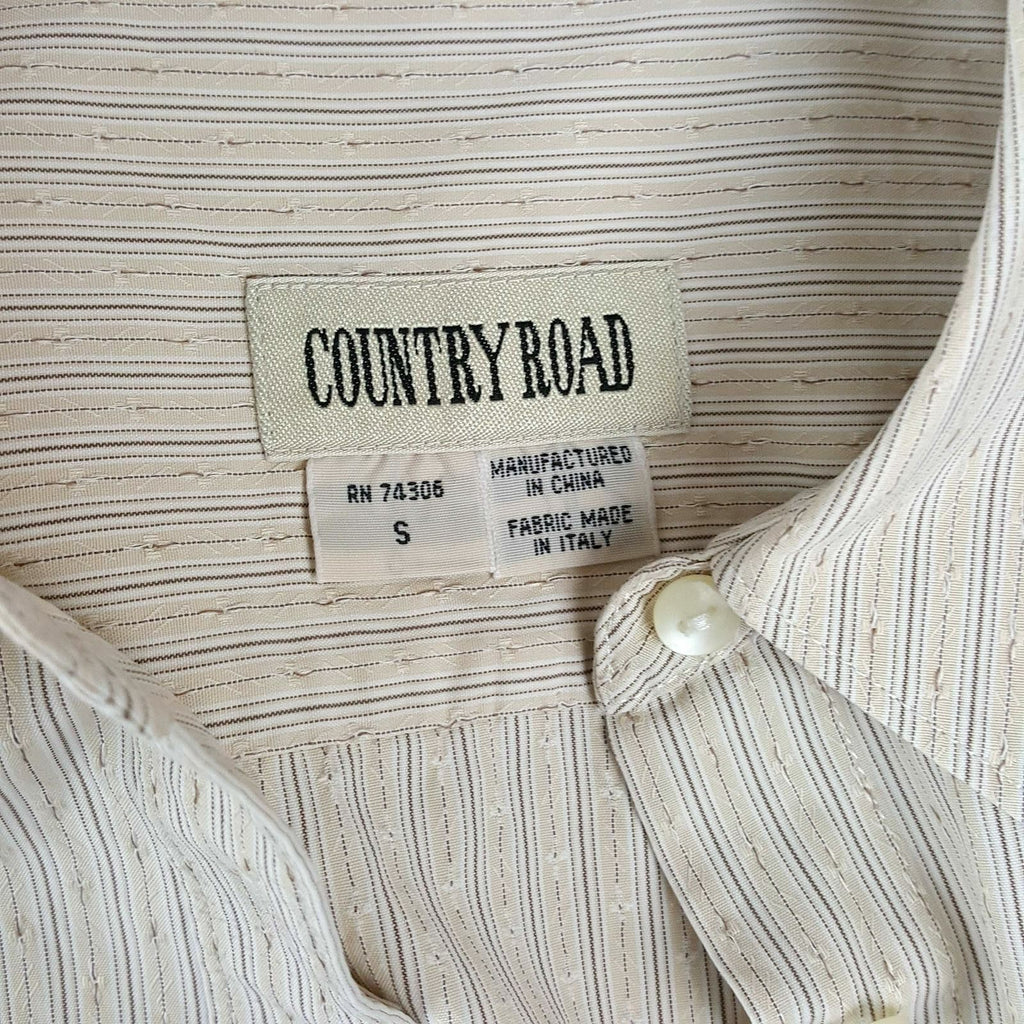 COUNTRY ROAD
RN 74306
S
MANUFACTURED
IN CHINA
FABRIC MADE
IN ITALY